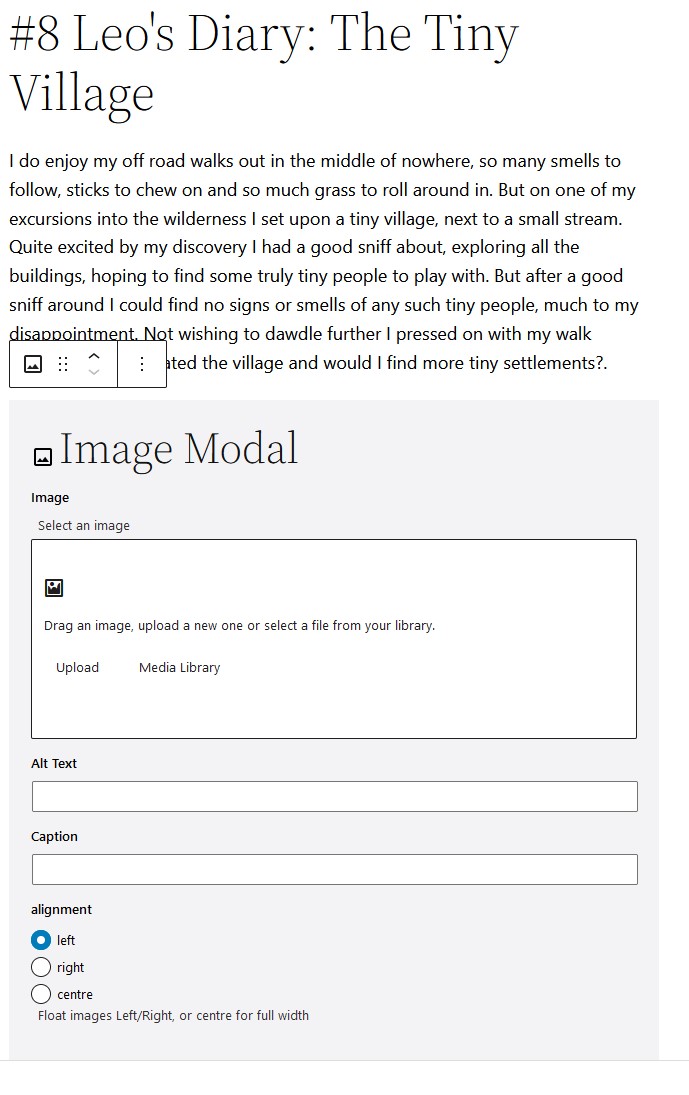 #8 Leo's Diary: The Tiny
Village
I do enjoy my off road walks out in the middle of nowhere, so many smells to
follow, sticks to chew on and so much grass to roll around in. But on one of my
excursions into the wilderness I set upon a tiny village, next to a small stream.
Quite excited by my discovery I had a good sniff about, exploring all the
buildings, hoping to find some truly tiny people to play with. But after a good
sniff around I could find no signs or smells of any such tiny people, much to my
disappointment. Not wishing to dawdle further I pressed on with my walk
the village and would I find more tiny settlements?.
Image Modal
Image
Select an image
Drag an image, upload a new one or select a file from your library.
Upload Media Library
Alt Text
Caption
alignment
left
right
centre
Float images Left/Right, or centre for full width